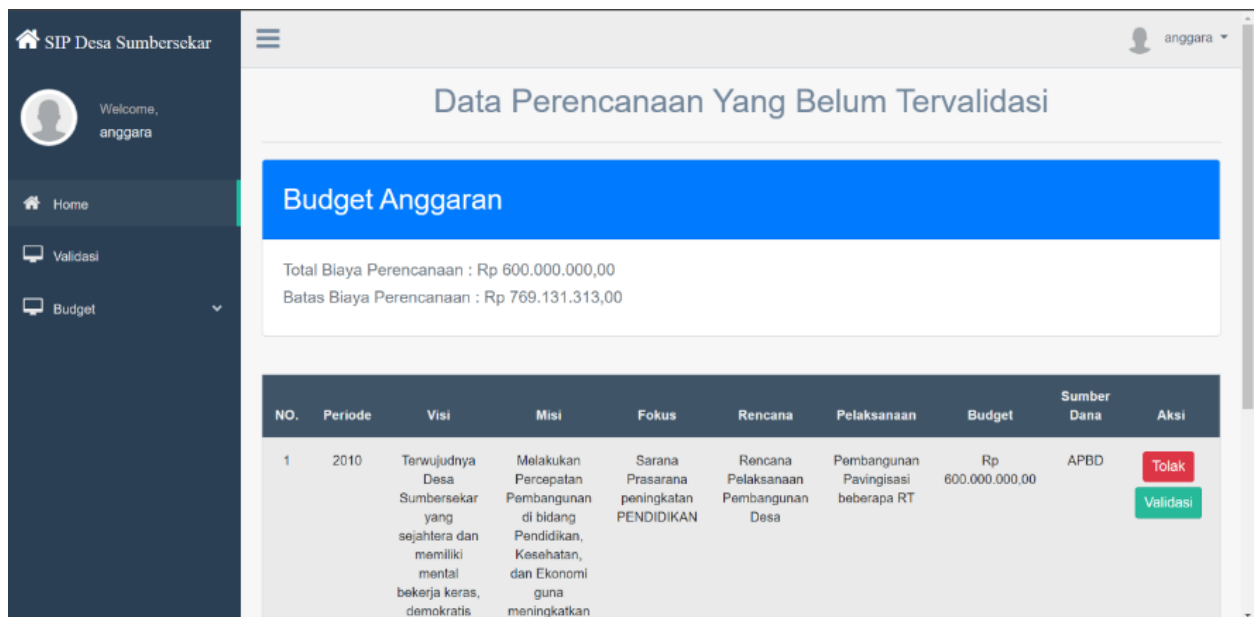 SIP Desa Sumbersekar
anggara
Welcome,
anggara
Home
Validasi
Budget
Data Perencanaan Yang Belum Tervalidasi
Budget Anggaran
Total Biaya Perencanaan : Rp 600.000.000,00
Batas Biaya Perencanaan : Rp 769.131.313,00
NO. Periode Visi Misi Fokus Rencana Pelaksanaan Budget Sumber Dana Aksi
1 2010 Terwujudnya Melakukan Sarana Rencana Pembangunan Rp APBD Tolak
Desa Percepatan Prasarana Pelaksanaan Pavingisasi 600.000.000,00
Sumbersekar Pembangunan peningkatan Pembangunan beberapa RT Validasi
yang di bidang PENDIDIKAN Desa
sejahtera dan Pendidikan,
memiliki Kesehatan,
mental dan Ekonomi
bekerja keras, guna
demokratis meningkatkan